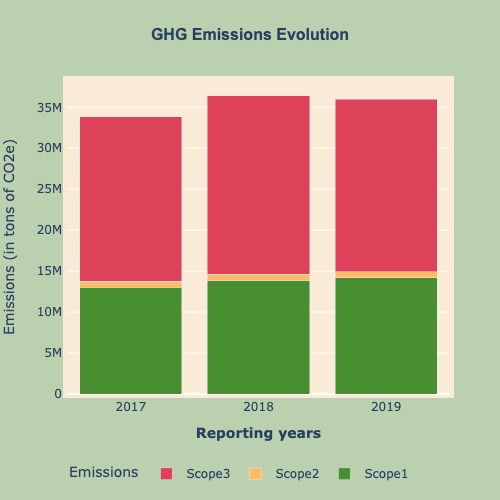 GHG Emissions Evolution
Emissions (in tons of CO2e)
35M
30M
25M
20M
15M
10M
5M
0
2017 2018 2019
Reporting years
Emissions Scope3 Scope2 Scope1